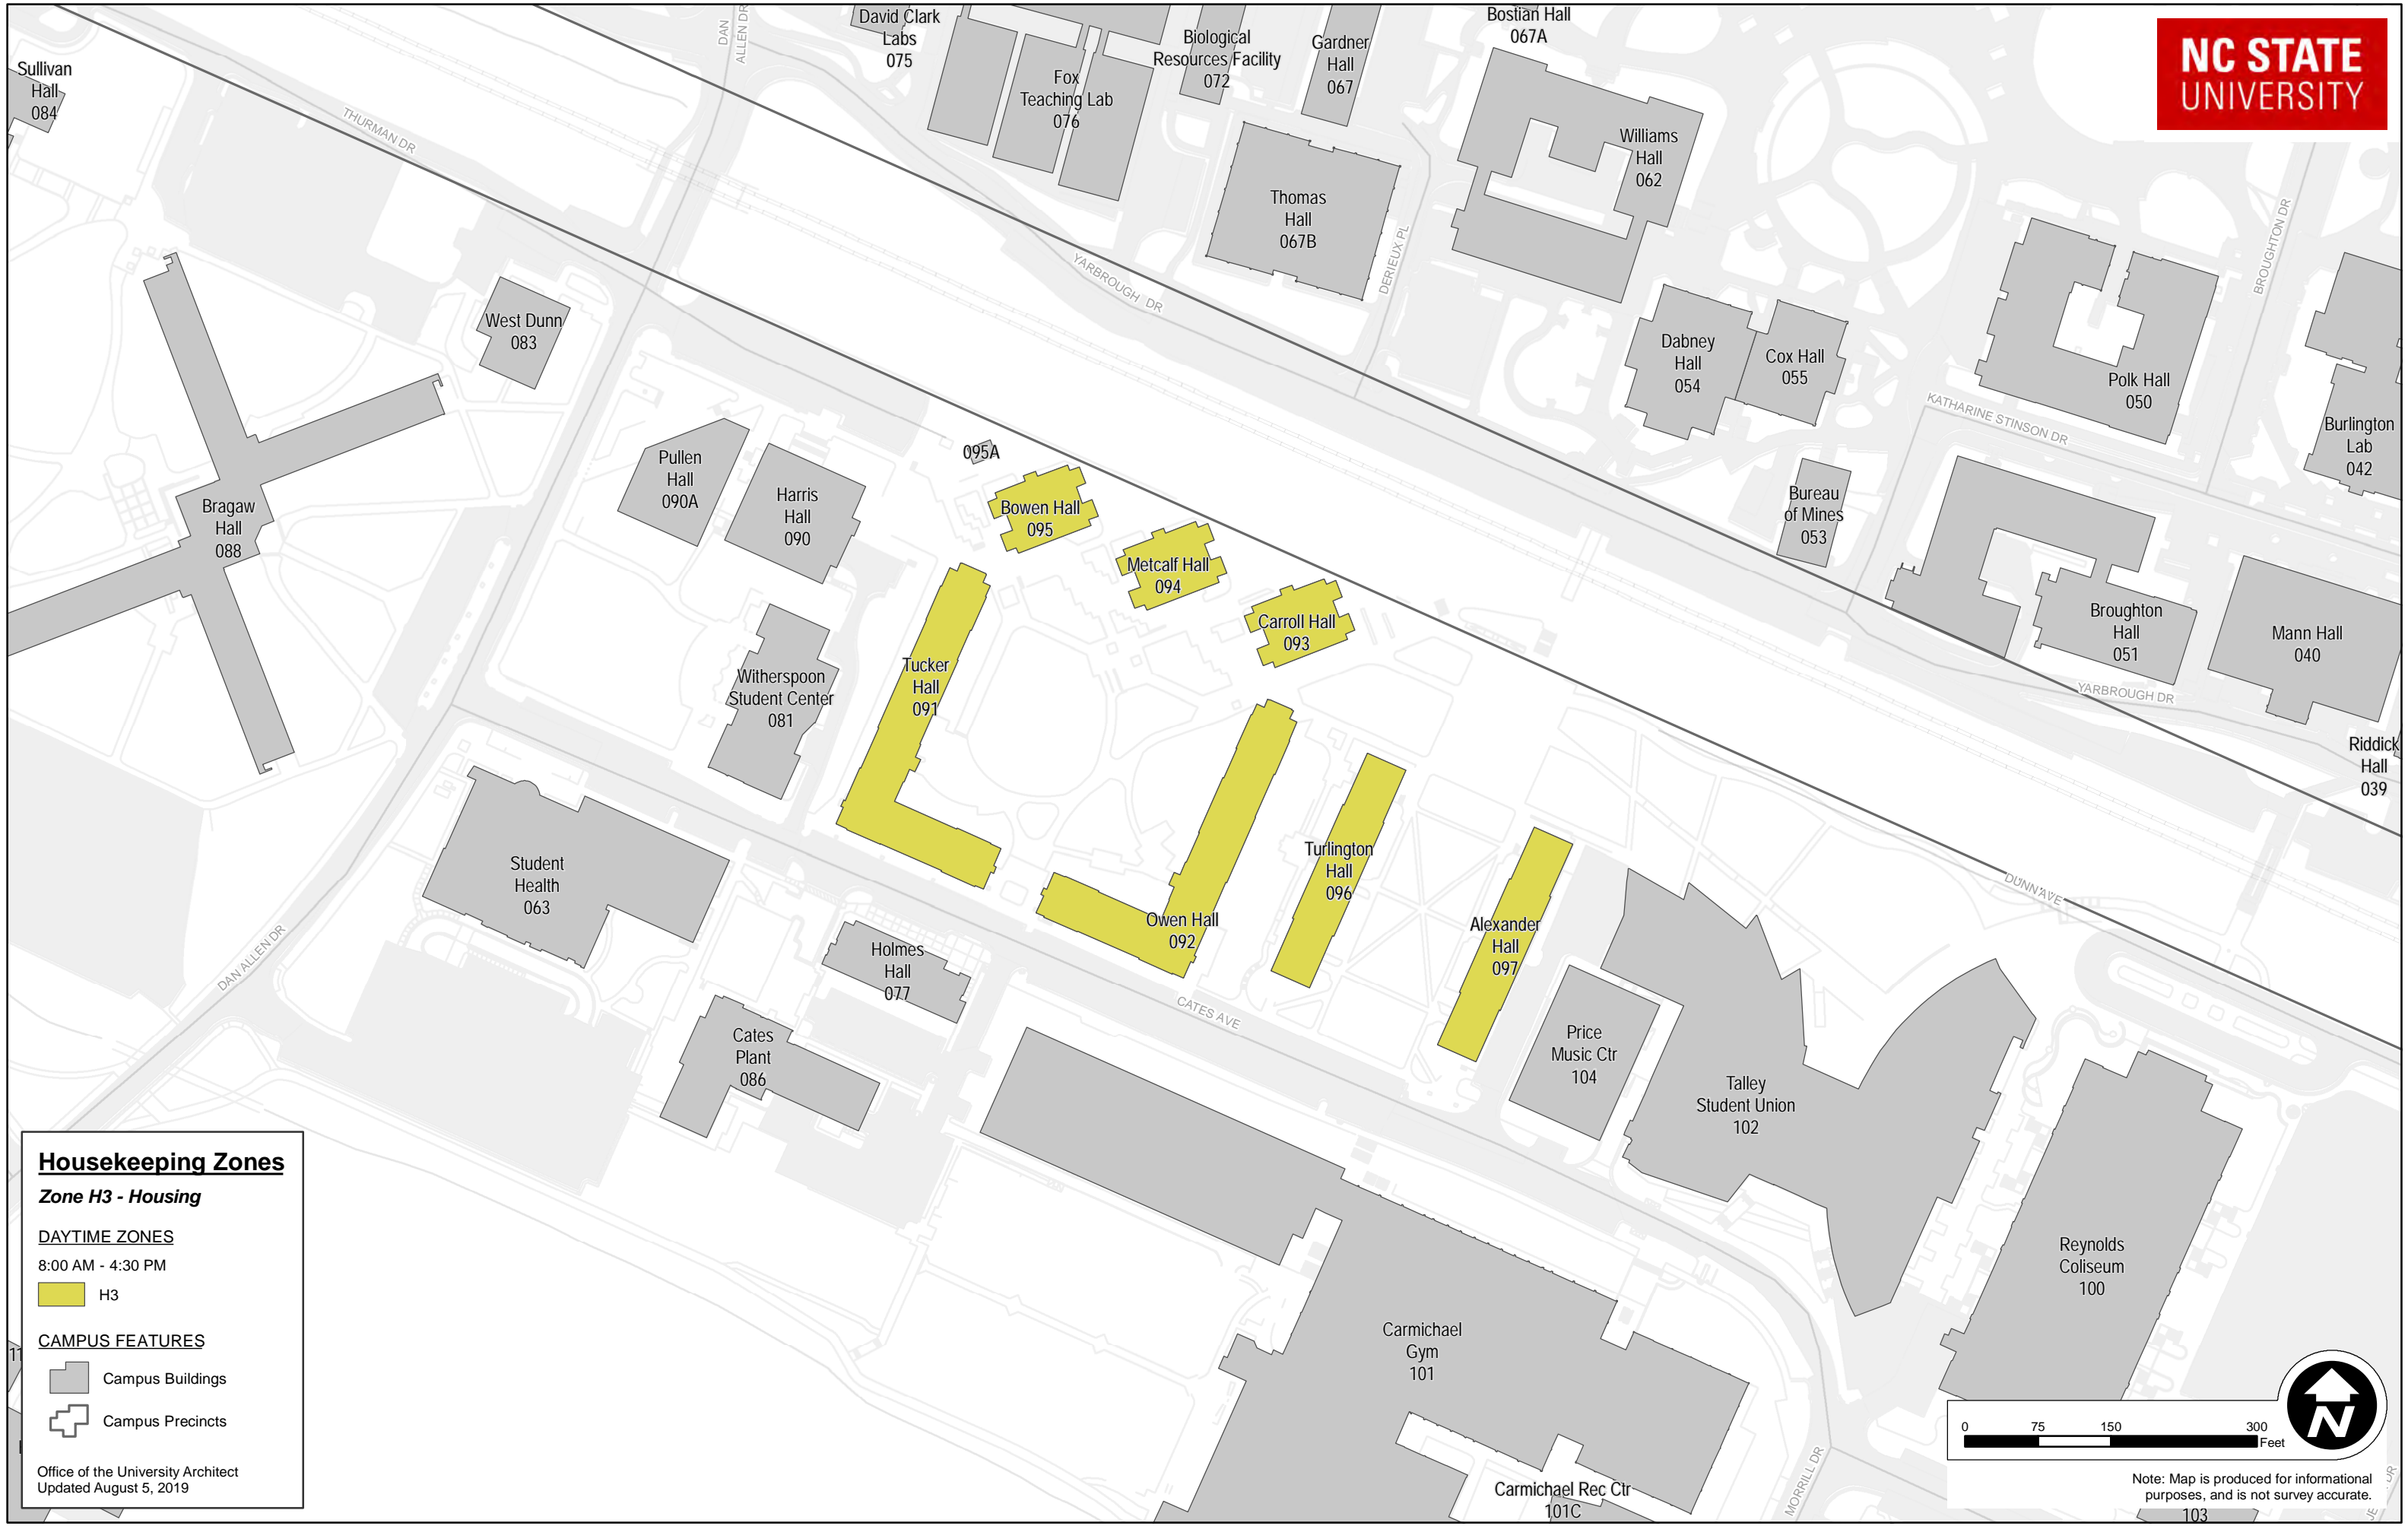 David Clark
Labs
075
DAN
ALLEN DR
Biological
Resources Facility
072
Gardner
Hall
067
Bostian Hall
067A
NC STATE
UNIVERSITY
Sullivan
Hall
084
Fox
Teaching Lab
076
THURMAN DR
Williams
Hall
062
Thomas
Hall
067B
DERIEUX PL
YARBROUGH DR
BROUGHTON DR
West Dunn
083
Dabney
Hall
054
Cox Hall
055
Polk Hall
050
KATHARINE STINSON DR
Burlington
Lab
042
095A
Pullen
Hall
090A
Harris
Hall
090
Bowen Hall
095
Bureau
of Mines
053
Bragaw
Hall
088
Metcalf Hall
094
Carroll Hall
093
Broughton
Hall
051
Mann Hall
040
YARBROUGH DR
Tucker
Hall
091
Witherspoon
Student Center
081
Riddick
Hall
039
Student
Health
063
Turlington
Hall
096
DUNN AVE
Owen Hall
092
Alexander
Hall
097
DAN ALLEN DR
Holmes
Hall
077
CATES AVE
Cates
Plant
086
Price
Music Ctr
104
Talley
Student Union
102
Reynolds
Coliseum
100
Carmichael
Gym
101
Carmichael Rec Ctr
101C
MORRILL DR
103
DR
11
Housekeeping Zones
Zone H3 - Housing
DAYTIME ZONES
8:00 AM - 4:30 PM
H3
CAMPUS FEATURES
Campus Buildings
Campus Precincts
Office of the University Architect
Updated August 5, 2019
0 75 150 300
Feet
N
Note: Map is produced for informational
purposes, and is not survey accurate.